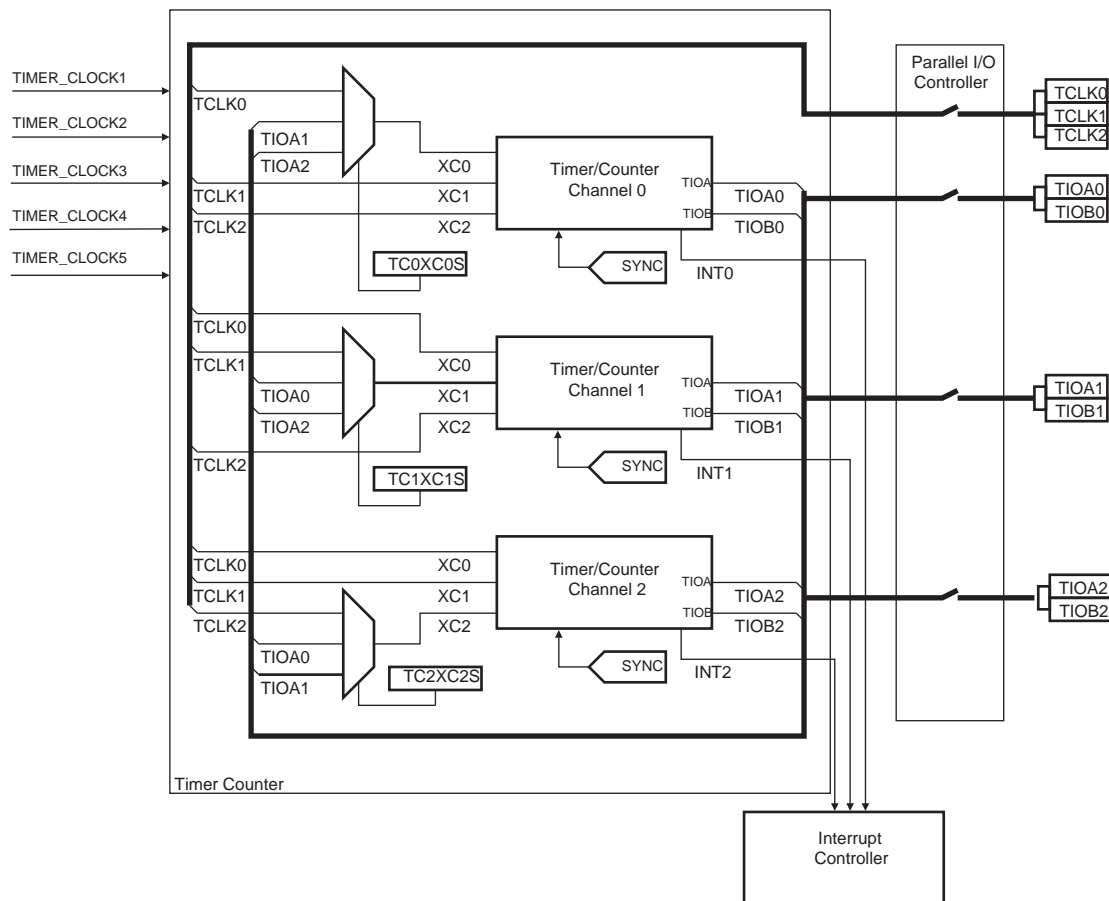 TIMER_CLOCK1
TIMER_CLOCK2
TIMER_CLOCK3
TIMER_CLOCK4
TIMER_CLOCK5
TCLK0
TIOA1
TIOA2
TCLK1
TCLK2
XC0
XC1
XC2
TC0XC0S
Timer/Counter
Channel 0
TIOA
TIOB
TIOA0
TIOB0
SYNC
INT0
TCLK0
TCLK1
TIOA0
TIOA2
TCLK2
XC0
XC1
XC2
TC1XC1S
Timer/Counter
Channel 1
TIOA
TIOB
TIOA1
TIOB1
SYNC
INT1
TCLK0
TCLK1
TCLK2
TIOA0
TIOA1
XC0
XC1
XC2
TC2XC2S
Timer/Counter
Channel 2
TIOA
TIOB
TIOA2
TIOB2
SYNC
INT2
Timer Counter
Parallel I/O
Controller
TCLK0
TCLK1
TCLK2
TIOA0
TIOB0
TIOA1
TIOB1
TIOA2
TIOB2
Interrupt
Controller